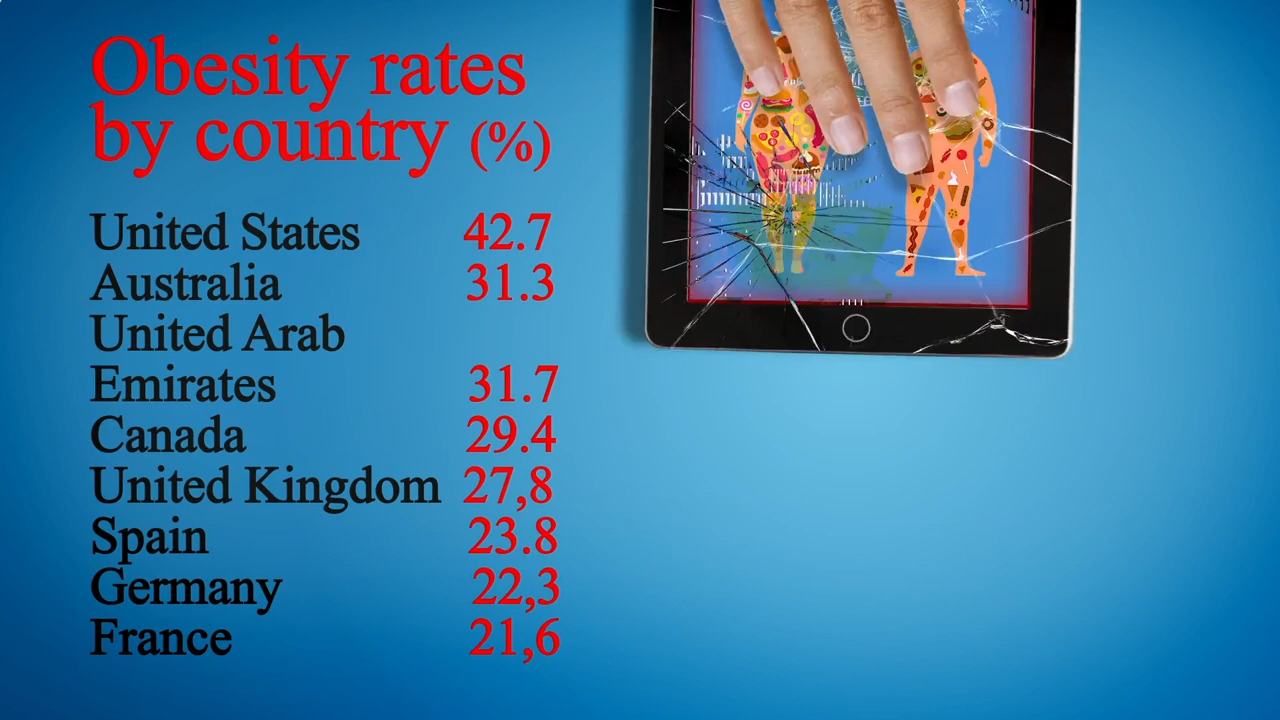 Obesity rates
by country (%)
United States 42.7
Australia 31.3
United Arab
Emirates 31.7
Canada 29.4
United Kingdom 27,8
Spain 23.8
Germany 22,3
France 21,6